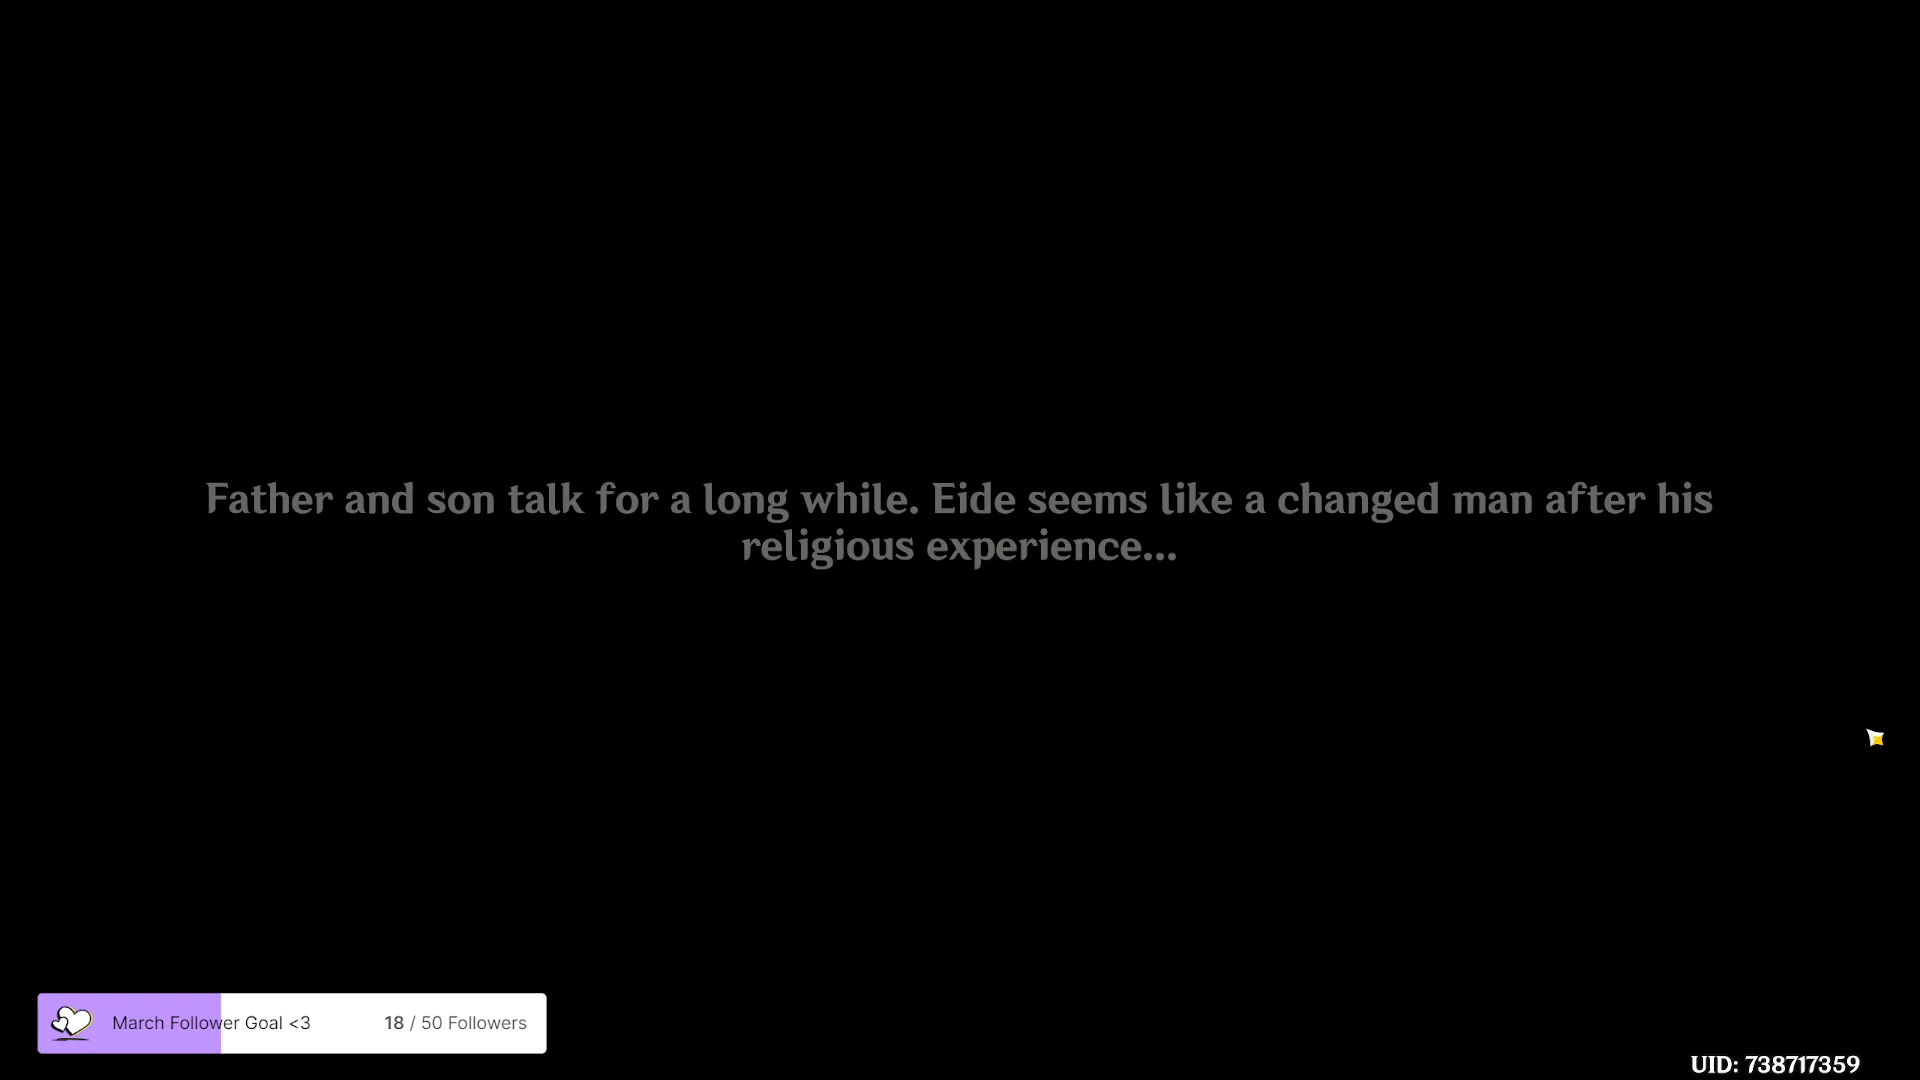 Father and son talk for a long while. Eide seems like a changed man after his
religious experience...
March Follower Goal <3 18 / 50 Followers
UID: 738717359